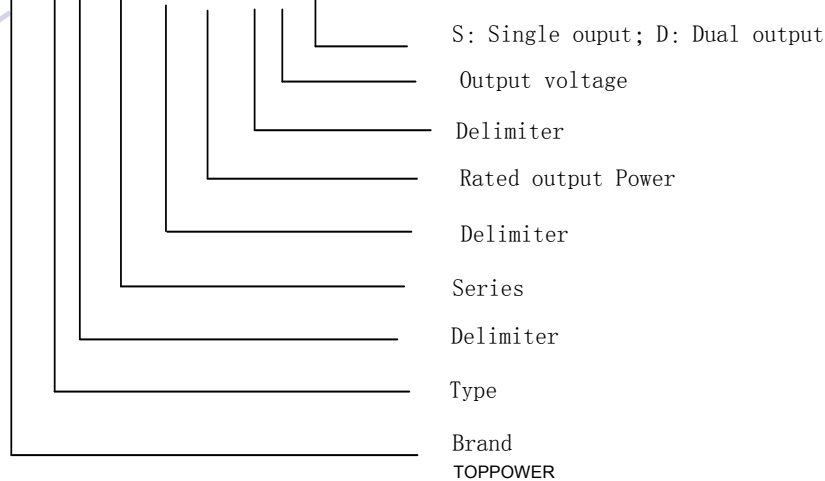 S: Single ouput; D: Dual output
Output voltage
Delimiter
Rated output Power
Delimiter
Series
Delimiter
Type
Brand
TOPPOWER